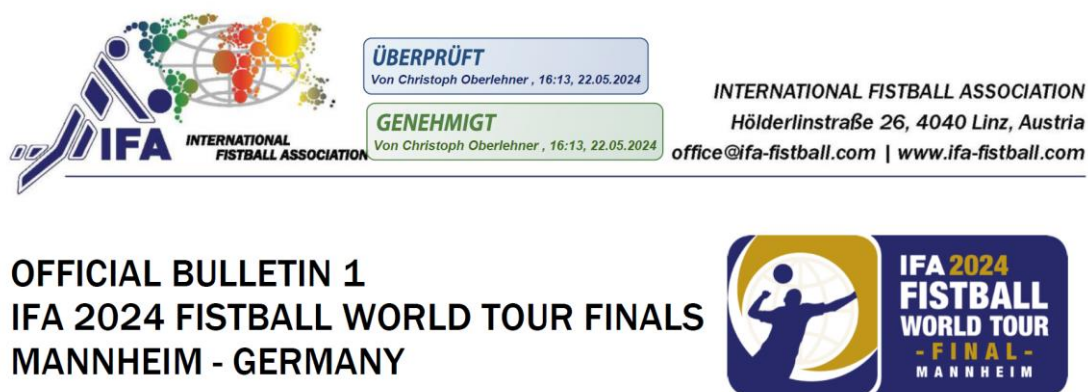 IFA
INTERNATIONAL
FISTBALL ASSOCIATION
ÜBERPRÜFT
Von Christoph Oberlehner , 16:13, 22.05.2024
GENEHMIGT
Von Christoph Oberlehner , 16:13, 22.05.2024
INTERNATIONAL FISTBALL ASSOCIATION
Hölderlinstraße 26, 4040 Linz, Austria
office@ifa-fistball.com | www.ifa-fistball.com
OFFICIAL BULLETIN 1
IFA 2024 FISTBALL WORLD TOUR FINALS
MANNHEIM - GERMANY
IFA 2024
FISTBALL
WORLD TOUR
- FINAL -
MANNHEIM